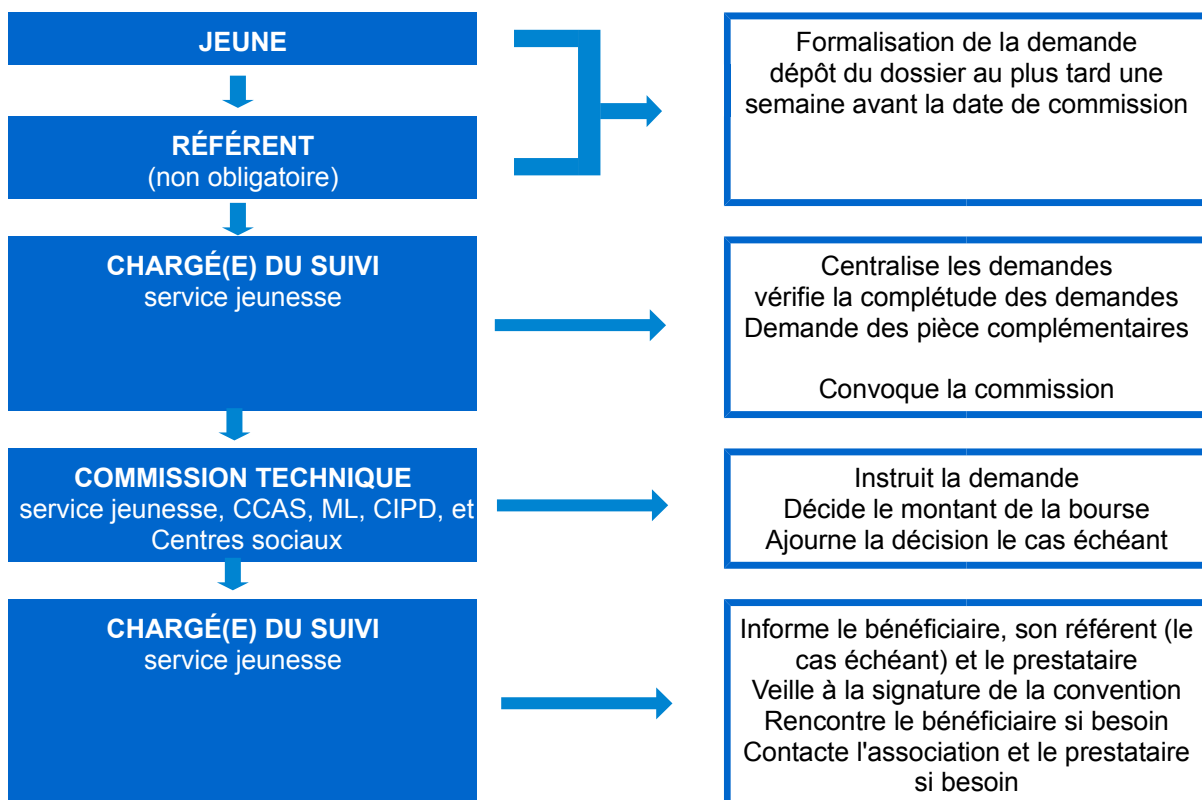 JEUNE
Formalisation de la demande
dépôt du dossier au plus tard une
semaine avant la date de commission
RÉFÉRENT
(non obligatoire)
CHARGÉ(E) DU SUIVI
service jeunesse
Centralise les demandes
vérifie la complétude des demandes
Demande des pièce complémentaires
Convoque la commission
COMMISSION TECHNIQUE
service jeunesse, CCAS, ML, CIPD, et
Centres sociaux
Instruit la demande
Décide le montant de la bourse
Ajourne la décision le cas échéant
CHARGÉ(E) DU SUIVI
service jeunesse
Informe le bénéficiaire, son référent (le
cas échéant) et le prestataire
Veille à la signature de la convention
Rencontre le bénéficiaire si besoin
Contacte l'association et le prestataire
si besoin